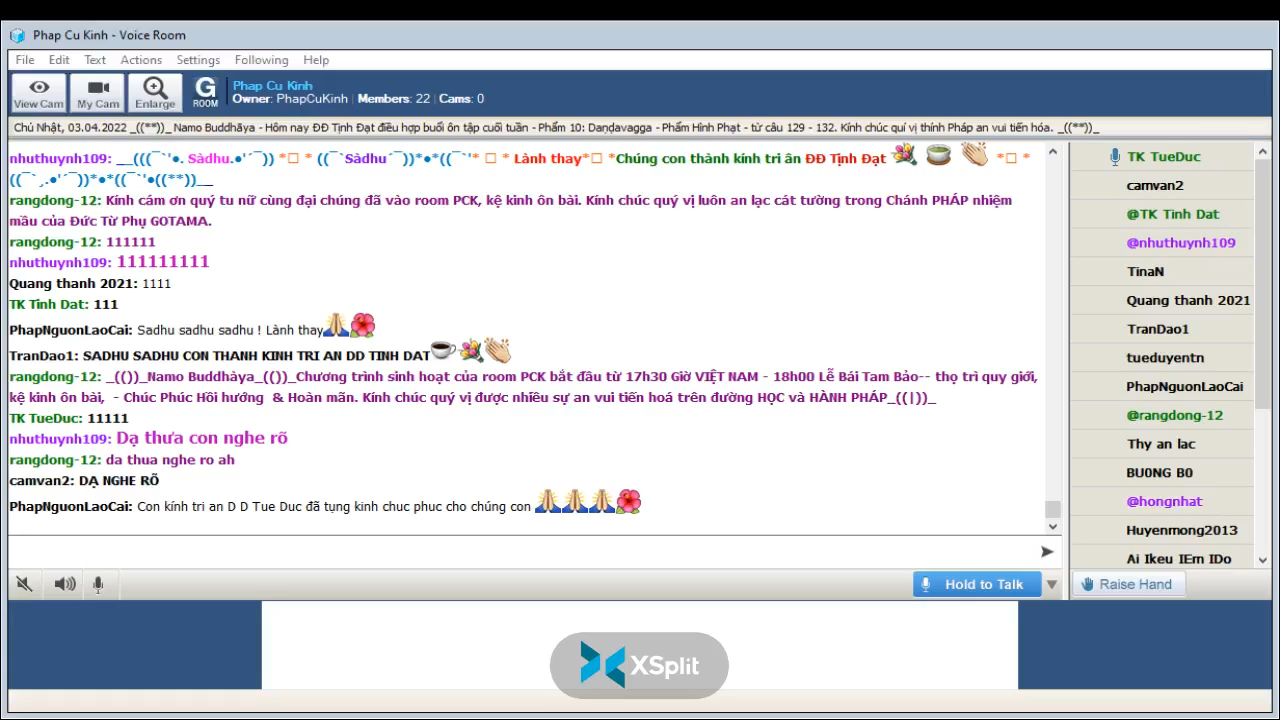 Phap Cu Kinh - Voice Room
File Edit Text Actions Settings Following Help
View Cam My Cam Enlarge G ROOM
Phap Cu Kinh
Owner: PhapCuKinh | Members: 22 | Cams: 0
Chủ Nhật, 03.04.2022 _((**))_ Namo Buddhāya - Hôm nay ĐĐ Tịnh Đạt điều hợp buổi ôn tập cuối tuần - Phẩm 10: Daṇḍavagga - Phẩm Hình Phạt - từ câu 129 - 132. Kính chúc quí vị thính Pháp an vui tiến hóa. _((**))_
nhuthuynh109: __(((¯`'•. Sàdhu.•'´¯)) *□ * ((¯`Sàdhu´¯))*•*((¯`'* □ * Lành thay*□ *Chúng con thành kính tri ân ĐĐ Tịnh Đạt *□ *
((¯`¸.•'´¯))*•*((¯`'•((**))__
rangdong-12: Kính cám ơn quý tu nữ cùng đại chúng đã vào room PCK, kệ kinh ôn bài. Kính chúc quý vị luôn an lạc cát tường trong Chánh PHÁP nhiệm
mầu của Đức Từ Phụ GOTAMA.
rangdong-12: 111111
nhuthuynh109: 111111111
Quang thanh 2021: 1111
TK Tinh Dat: 111
PhapNguonLaoCai: Sadhu sadhu sadhu ! Lành thay
TranDao1: SADHU SADHU CON THANH KINH TRI AN DD TINH DAT
rangdong-12: _(())_Namo Buddhàya_(())_Chương trình sinh hoạt của room PCK bắt đầu từ 17h30 Giờ VIỆT NAM - 18h00 Lễ Bái Tam Bảo-- thọ trì quy giới,
kệ kinh ôn bài, - Chúc Phúc Hồi hướng & Hoàn mãn. Kính chúc quý vị được nhiều sự an vui tiến hoá trên đường HỌC và HÀNH PHÁP_((|))_
TK TueDuc: 11111
nhuthuynh109: Dạ thưa con nghe rõ
rangdong-12: da thua nghe ro ah
camvan2: DẠ NGHE RÕ
PhapNguonLaoCai: Con kính tri an D D Tue Duc đã tụng kinh chuc phuc cho chúng con
TK TueDuc
camvan2
@TK Tinh Dat
@nhuthuynh109
TinaN
Quang thanh 2021
TranDao1
tueduyentn
PhapNguonLaoCai
@rangdong-12
Thy an lac
BU0NG B0
@hongnhat
Huyenmong2013
Ai Ikeu IEm IDo
Hold to Talk
Raise Hand
XSplit